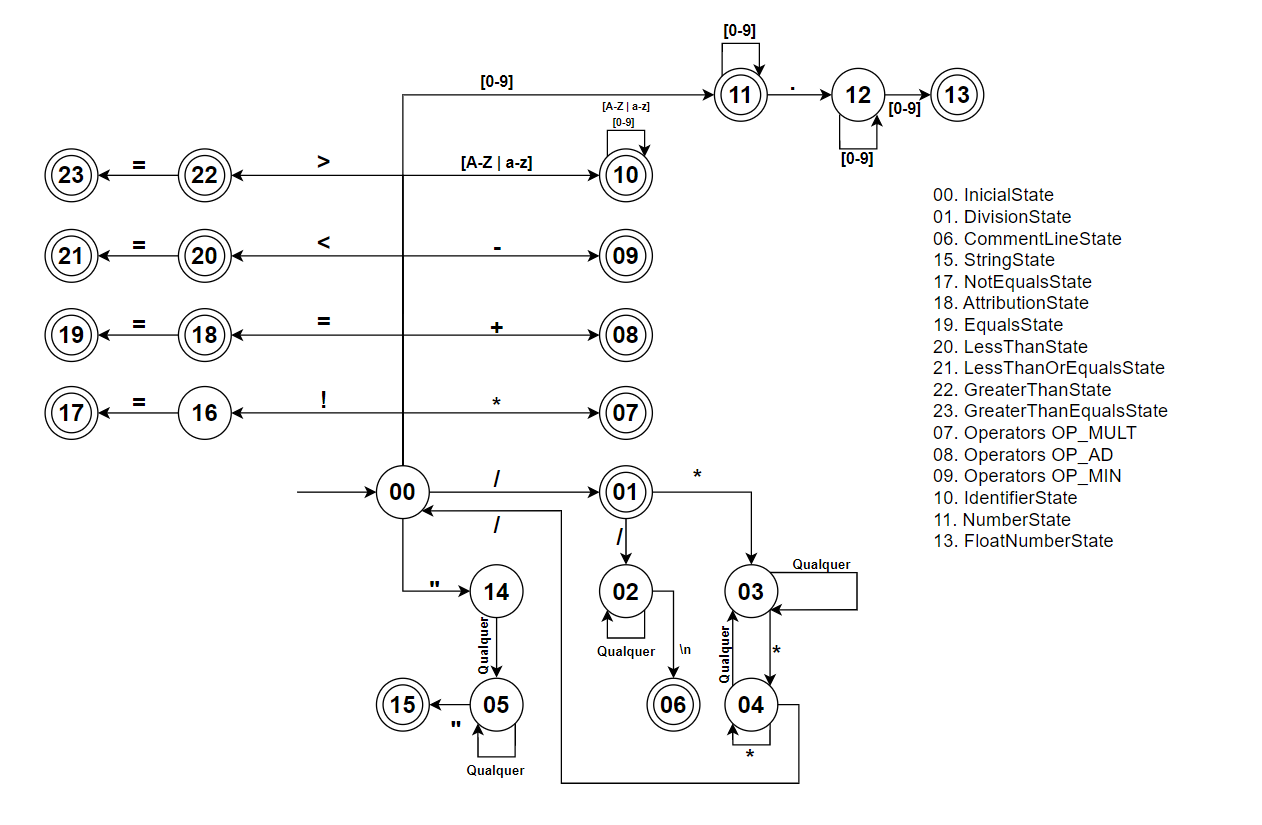 [0-9]
[0-9]
11
.
12
[0-9]
13
[0-9]
[A-Z | a-z]
[0-9]
23
=
22
>
[A-Z | a-z]
10
21
=
20
<
-
09
19
=
18
=
+
08
17
=
16
!
*
07
00
/
01
*
/
/
"
14
02
03
Qualquer
Qualquer
Qualquer
\n
Qualquer
*
15
"
05
06
04
Qualquer
*
00. InicialState
01. DivisionState
06. CommentLineState
15. StringState
17. NotEqualsState
18. AttributionState
19. EqualsState
20. LessThanState
21. LessThanOrEqualsState
22. GreaterThanState
23. GreaterThanEqualsState
07. Operators OP_MULT
08. Operators OP_AD
09. Operators OP_MIN
10. IdentifierState
11. NumberState
13. FloatNumberState